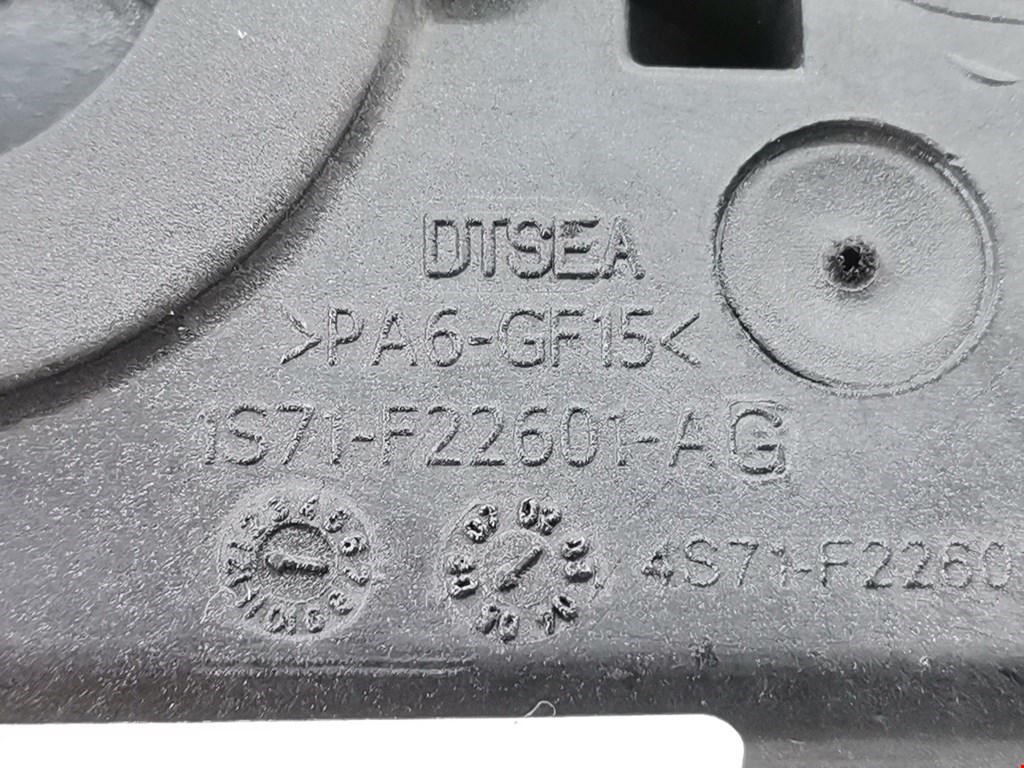 DTSEA
>PA6-GF15<
1S71-F22601-AG
4S71-F2260